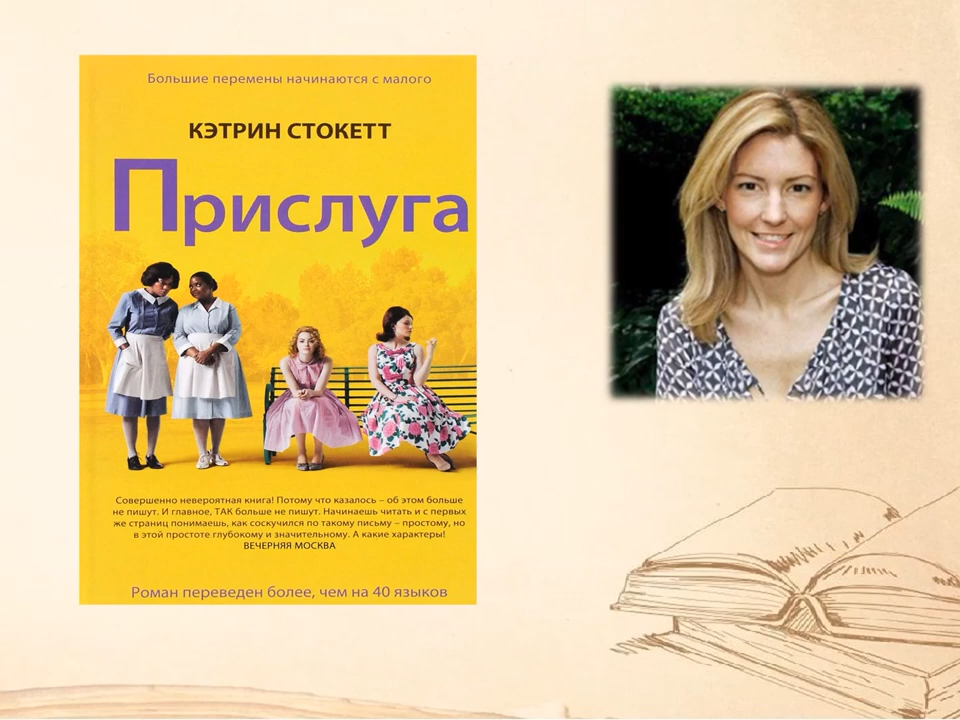 Большие перемены начинаются с малого
КЭТРИН СТОКЕТТ
Прислуга
Совершенно невероятная книга! Потому что казалось – об этом больше
не пишут. И главное, ТАК больше не пишут. Начинаешь читать и с первых
же страниц понимаешь, как соскучился по такому письму – простому, но
в этой простоте глубокому и значительному. А какие характеры!
ВЕЧЕРНЯЯ МОСКВА
Роман переведен более, чем на 40 языков